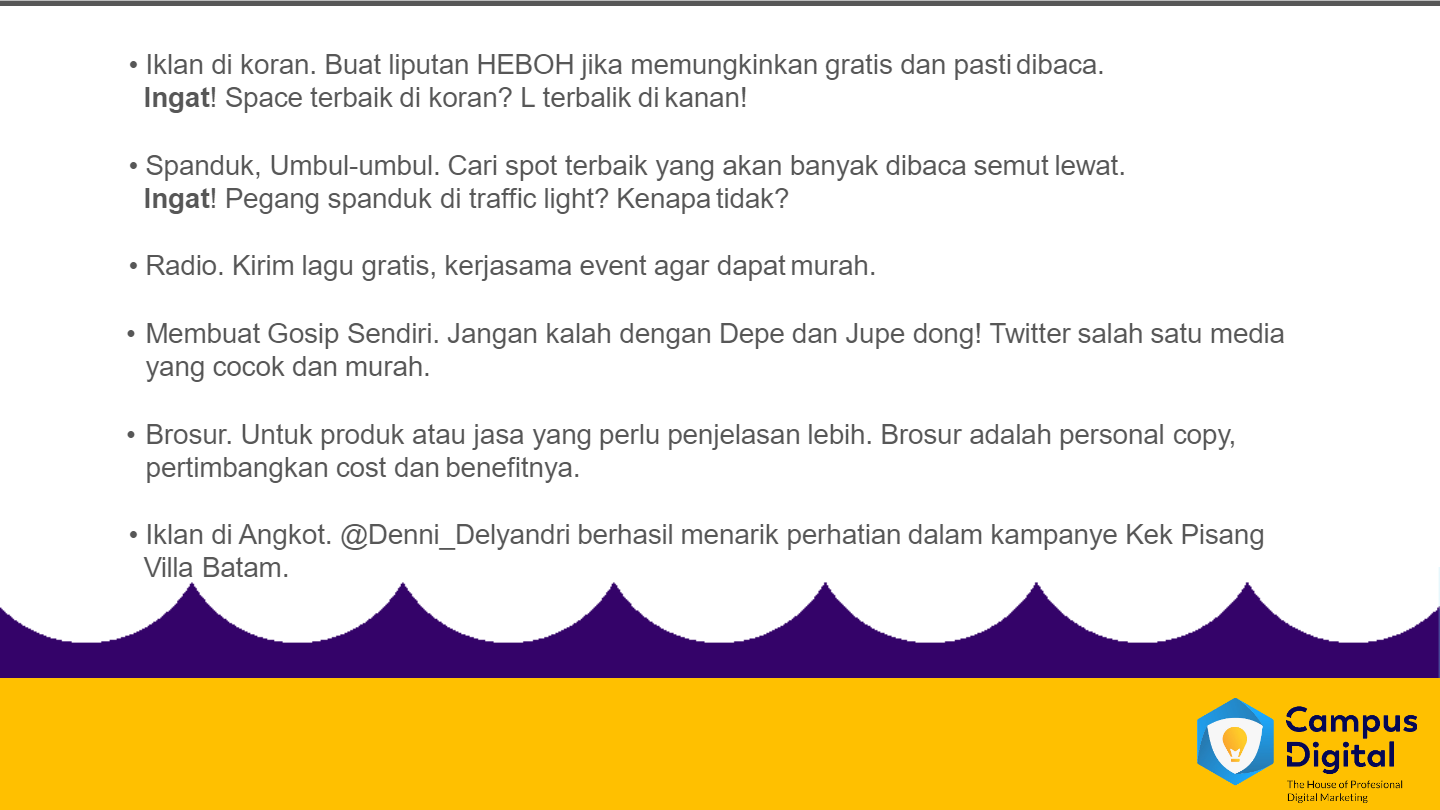 • Iklan di koran. Buat liputan HEBOH jika memungkinkan gratis dan pasti dibaca.
Ingat! Space terbaik di koran? L terbalik di kanan!
• Spanduk, Umbul-umbul. Cari spot terbaik yang akan banyak dibaca semut lewat.
Ingat! Pegang spanduk di traffic light? Kenapa tidak?
• Radio. Kirim lagu gratis, kerjasama event agar dapat murah.
• Membuat Gosip Sendiri. Jangan kalah dengan Depe dan Jupe dong! Twitter salah satu media
yang cocok dan murah.
• Brosur. Untuk produk atau jasa yang perlu penjelasan lebih. Brosur adalah personal copy,
pertimbangkan cost dan benefitnya.
• Iklan di Angkot. @Denni_Delyandri berhasil menarik perhatian dalam kampanye Kek Pisang
Villa Batam.
Campus
Digital
The House of Profesional
Digital Marketing